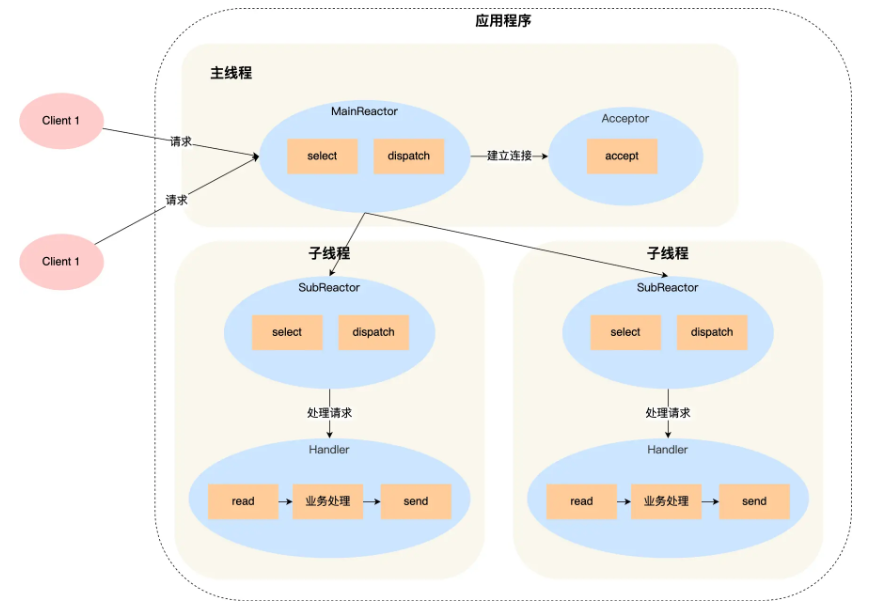 应用程序
主线程
MainReactor
Acceptor
Client 1
select
dispatch
建立连接
accept
请求
请求
Client 1
子线程
子线程
SubReactor
SubReactor
select
dispatch
select
dispatch
处理请求
处理请求
Handler
Handler
read
业务处理
send
read
业务处理
send